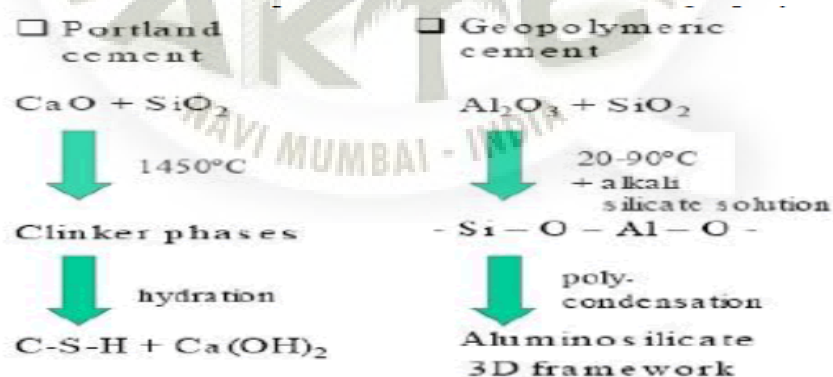 ❑ Portland
cement
CaO + SiO₂
1450°C
Clinker phases
hydration
C-S-H + Ca(OH)₂
❑ Geopolymeric
cement
Al₂O₃ + SiO₂
20-90°C
+ alkali
silicate solution
- Si – O – Al – O -
poly-
condensation
Aluminosilicate
3D framework
NAVI MUMBAI - INDIA